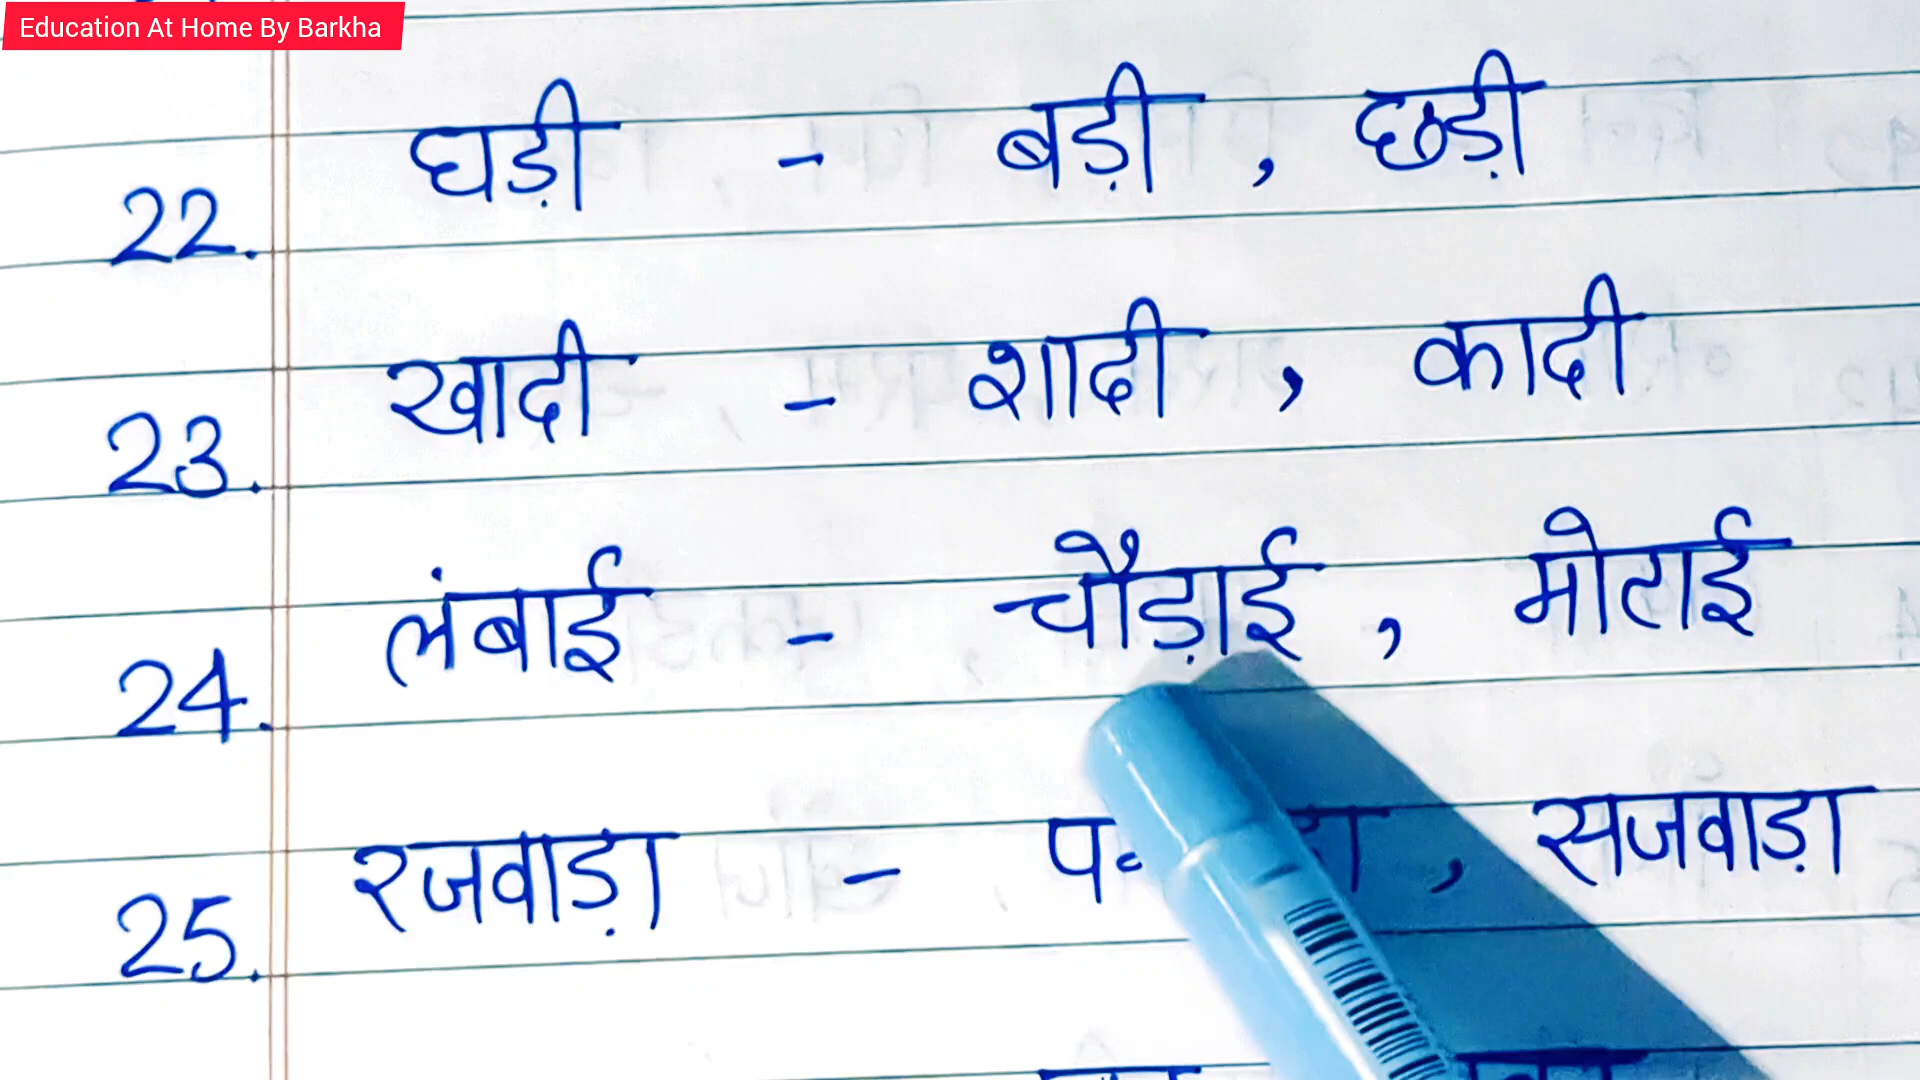 Education At Home By Barkha
22. घड़ी - बड़ी , छड़ी
23. खादी - शादी , कादी
24. लंबाई - चौड़ाई , मोटाई
25. रजवाड़ा - , सजवाड़ा